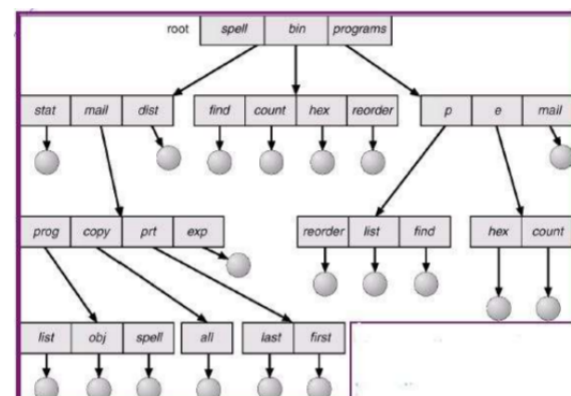 root spell bin programs
stat mail dist find count hex reorder p e mail
prog copy prt exp reorder list find hex count
list obj spell all last first